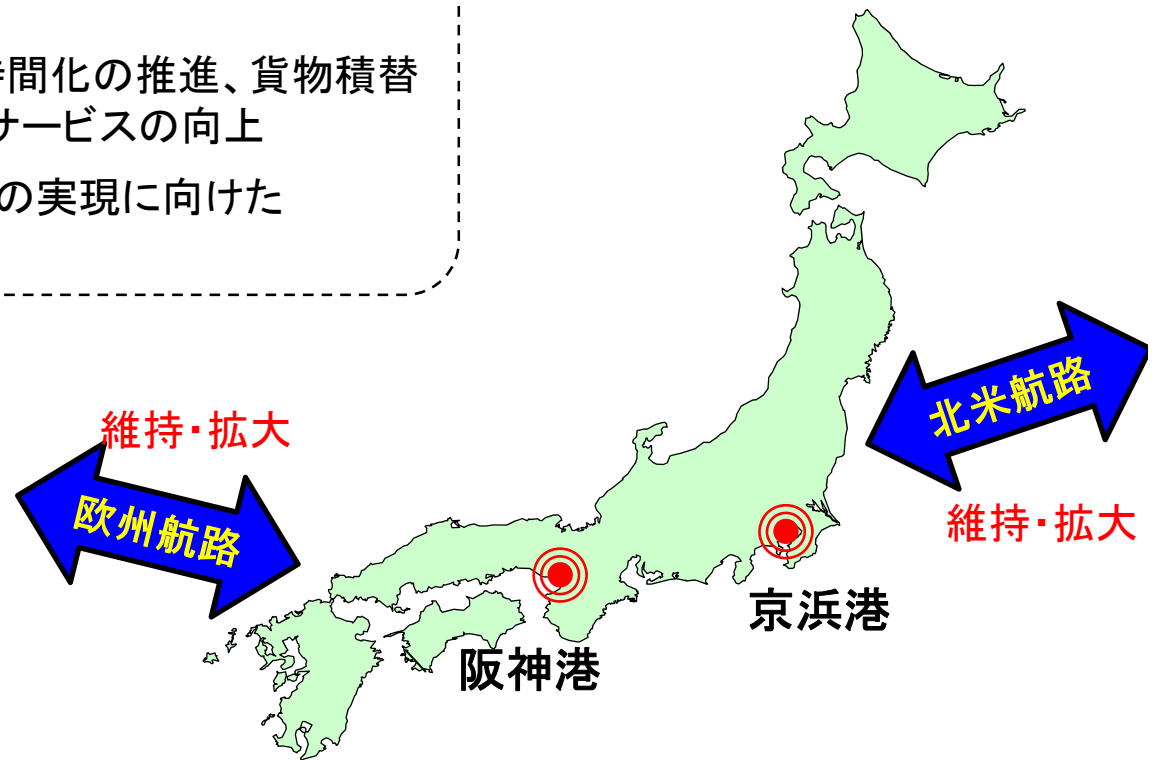 時間化の推進、貨物積替
サービスの向上
の実現に向けた
維持・拡大
欧州航路
北米航路
維持・拡大
京浜港
阪神港